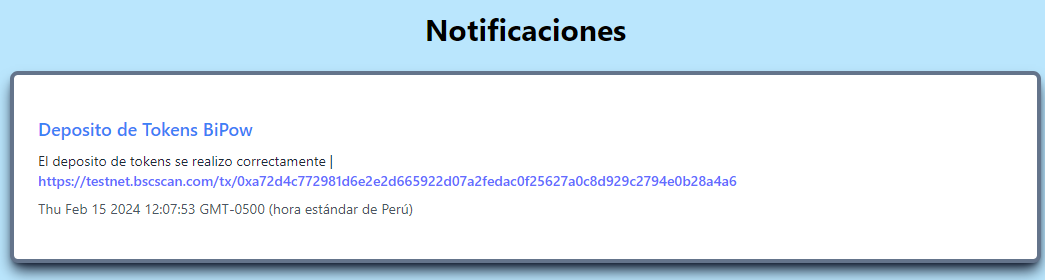 Notificaciones
Deposito de Tokens BiPow
El deposito de tokens se realizo correctamente |
https://testnet.bscscan.com/tx/0xa72d4c772981d6e2e2d665922d07a2fedac0f25627a0c8d929c2794e0b28a4a6
Thu Feb 15 2024 12:07:53 GMT-0500 (hora estándar de Perú)